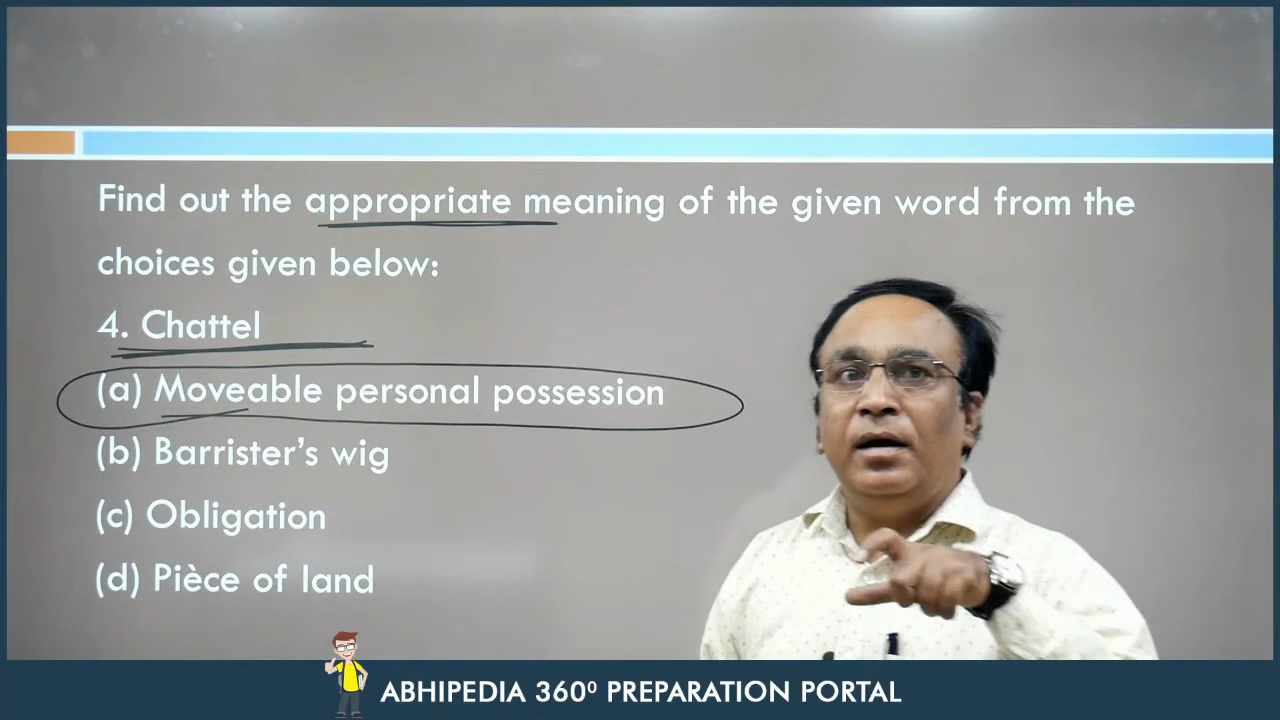 Find out the appropriate meaning of the given word from the
choices given below:
4. Chattel
(a) Moveable personal possession
(b) Barrister's wig
(c) Obligation
(d) Pièce of land
ABHIPEDIA 360⁰ PREPARATION PORTAL